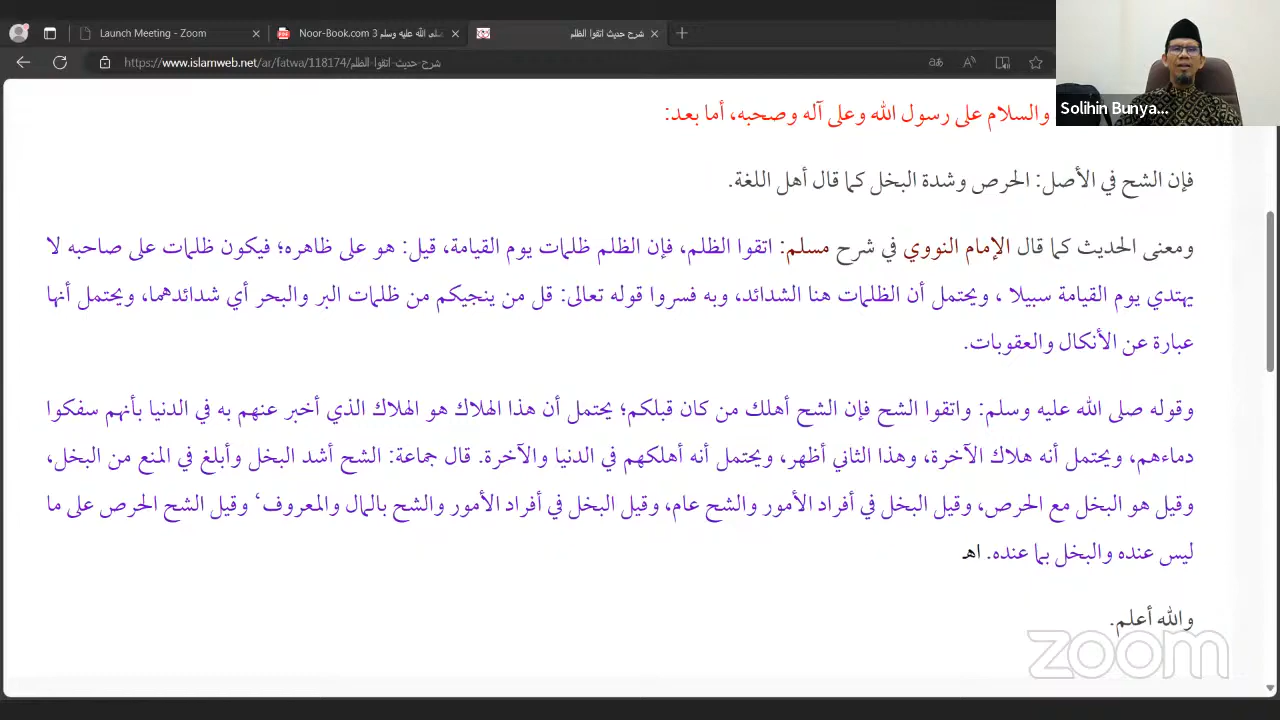 Launch Meeting - Zoom
Noor-Book.com صلى الله عليه وسلم 3
شرح حديث اتقوا الظلم
https://www.islamweb.net/ar/fatwa/118174/شرح-حديث-اتقوا-الظلم
Solihin Bunya...
والسلام على رسول الله وعلى آله وصحبه، أما بعد:
فإن الشح في الأصل: الحرص وشدة البخل كما قال أهل اللغة.
ومعنى الحديث كما قال الإمام النووي في شرح مسلم: اتقوا الظلم، فإن الظلم ظلمات يوم القيامة، قيل: هو على ظاهره؛ فيكون ظلمات على صاحبه لا
يهتدي يوم القيامة سبيلا ، ويحتمل أن الظلمات هنا الشدائد، وبه فسروا قوله تعالى: قل من ينجيكم من ظلمات البر والبحر أي شدائدهما، ويحتمل أنها
عبارة عن الأنكال والعقوبات.
وقوله صلى الله عليه وسلم: واتقوا الشح فإن الشح أهلك من كان قبلكم؛ يحتمل أن هذا الهلاك هو الهلاك الذي أخبر عنهم به في الدنيا بأنهم سفكوا
دماءهم، ويحتمل أنه هلاك الآخرة، وهذا الثاني أظهر، ويحتمل أنه أهلكهم في الدنيا والآخرة. قال جماعة: الشح أشد البخل وأبلغ في المنع من البخل،
وقيل هو البخل مع الحرص، وقيل البخل في أفراد الأمور والشح عام، وقيل البخل في أفراد الأمور والشح بالمال والمعروف‘ وقيل الشح الحرص على ما
ليس عنده والبخل بما عنده. اهـ
والله أعلم.
zoom